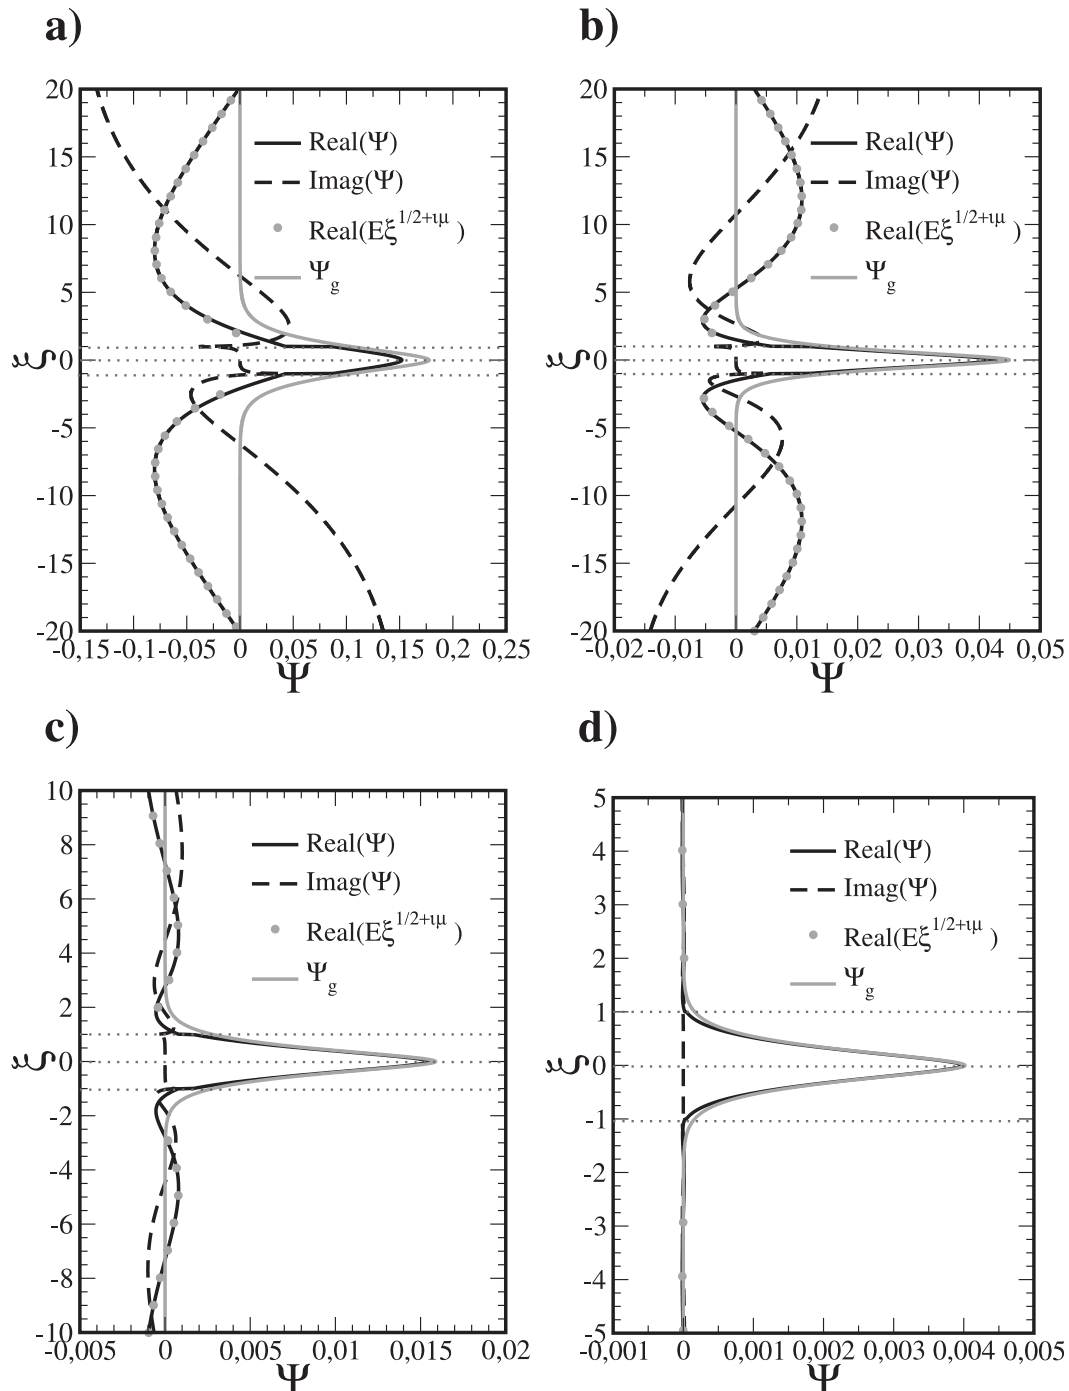 a)
20
15
10
5
0
-5
-10
-15
-20
ξ
Real(Ψ)
Imag(Ψ)
Real(Eξ^{1/2+ιμ} )
Ψ_g
-0,15 -0,1 -0,05 0 0,05 0,1 0,15 0,2 0,25
Ψ
b)
20
15
10
5
0
-5
-10
-15
-20
ξ
Real(Ψ)
Imag(Ψ)
Real(Eξ^{1/2+ιμ} )
Ψ_g
-0,02 -0,01 0 0,01 0,02 0,03 0,04 0,05
Ψ
c)
10
8
6
4
2
0
-2
-4
-6
-8
-10
ξ
Real(Ψ)
Imag(Ψ)
Real(Eξ^{1/2+ιμ} )
Ψ_g
-0,005 0 0,005 0,01 0,015 0,02
Ψ
d)
5
4
3
2
1
0
-1
-2
-3
-4
-5
ξ
Real(Ψ)
Imag(Ψ)
Real(Eξ^{1/2+ιμ} )
Ψ_g
-0,001 0 0,001 0,002 0,003 0,004 0,005
Ψ